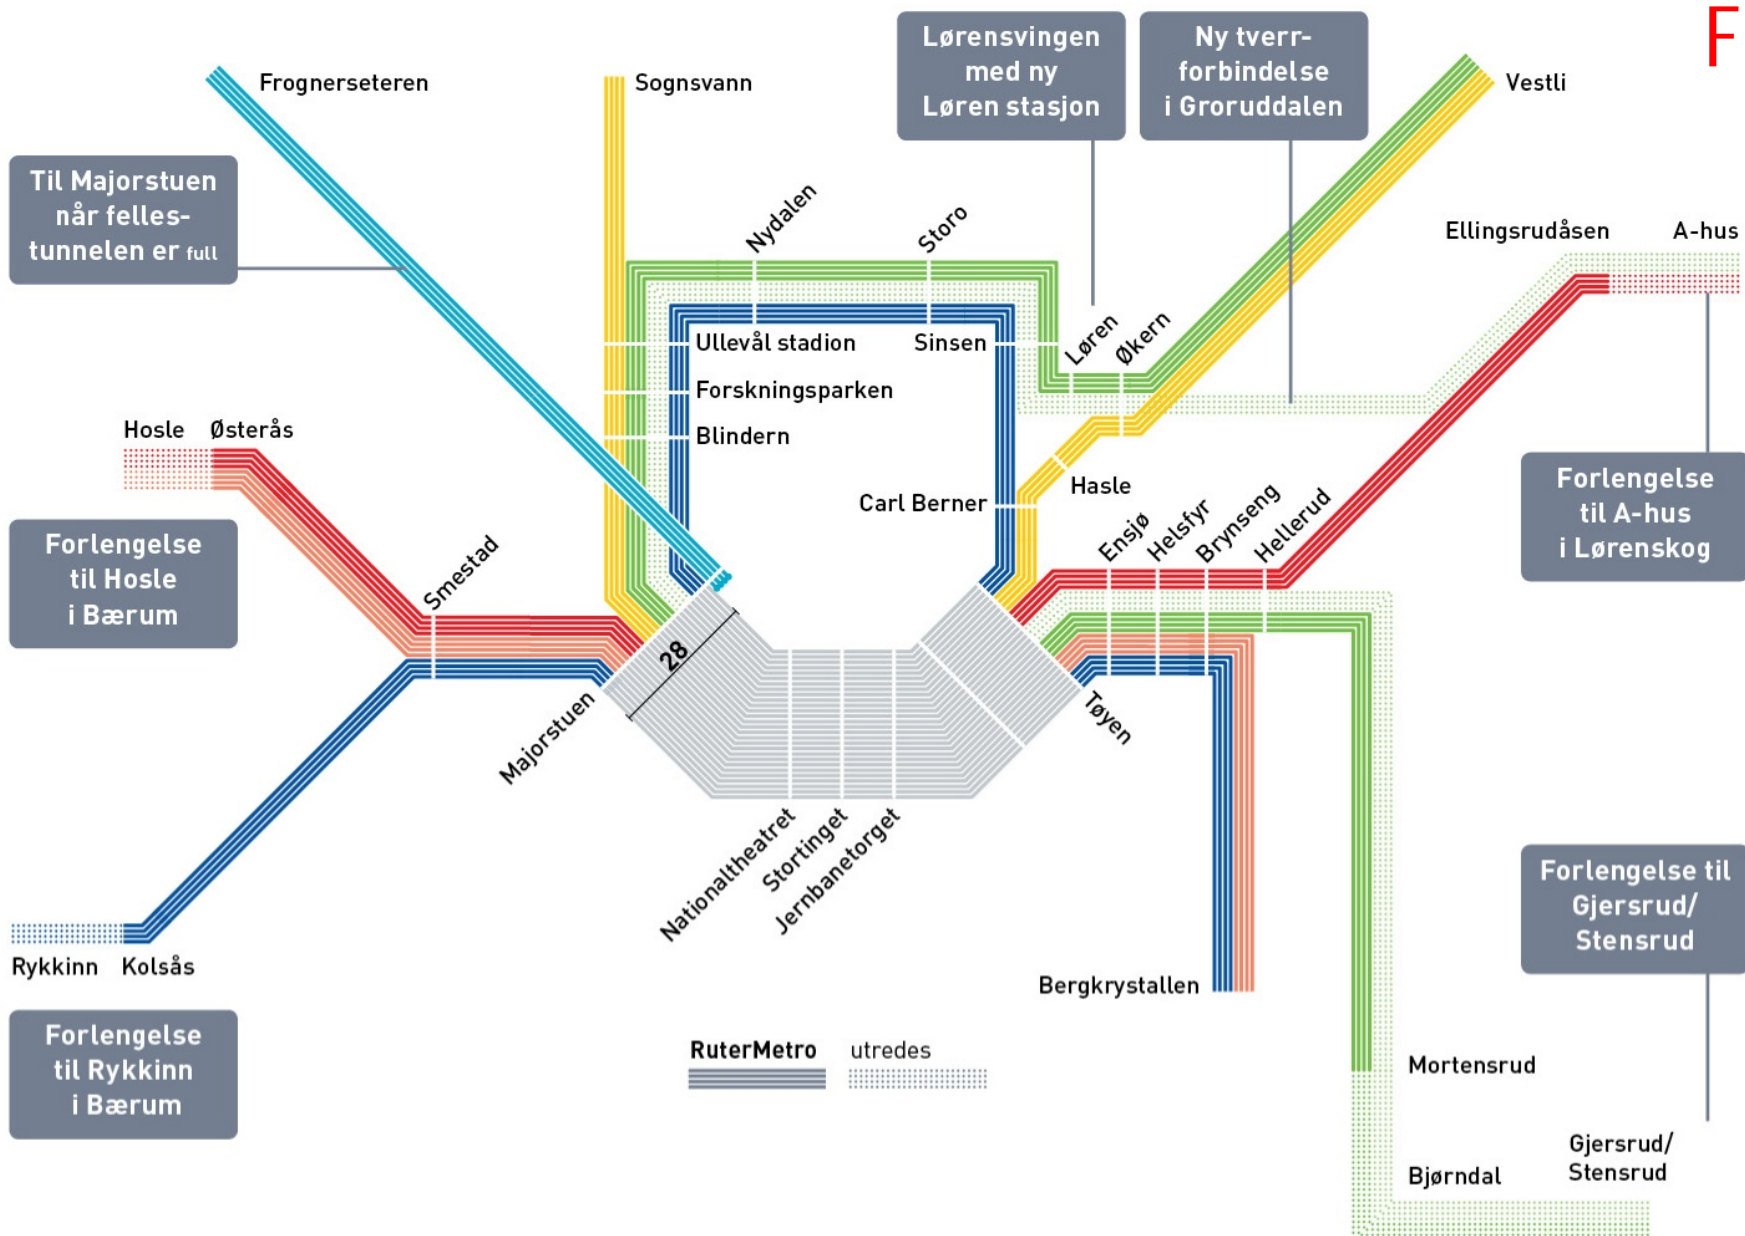 F
Lørensvingen
med ny
Løren stasjon
Ny tverr-
forbindelse
i Groruddalen
Frognerseteren
Sognsvann
Vestli
Til Majorstuen
når felles-
tunnelen er full
Nydalen
Storo
Ellingsrudåsen
A-hus
Ullevål stadion
Sinsen
Løren
Økern
Forskningsparken
Blindern
Hosle
Østerås
Hasle
Carl Berner
Forlengelse
til A-hus
i Lørenskog
Forlengelse
til Hosle
i Bærum
Smestad
Ensjø
Helsfyr
Brynseng
Hellerud
28
Majorstuen
Tøyen
Nationaltheatret
Stortinget
Jernbanetorget
Forlengelse til
Gjersrud/
Stensrud
Rykkinn
Kolsås
Bergkrystallen
Forlengelse
til Rykkinn
i Bærum
RuterMetro
utredes
Mortensrud
Gjersrud/
Stensrud
Bjørndal